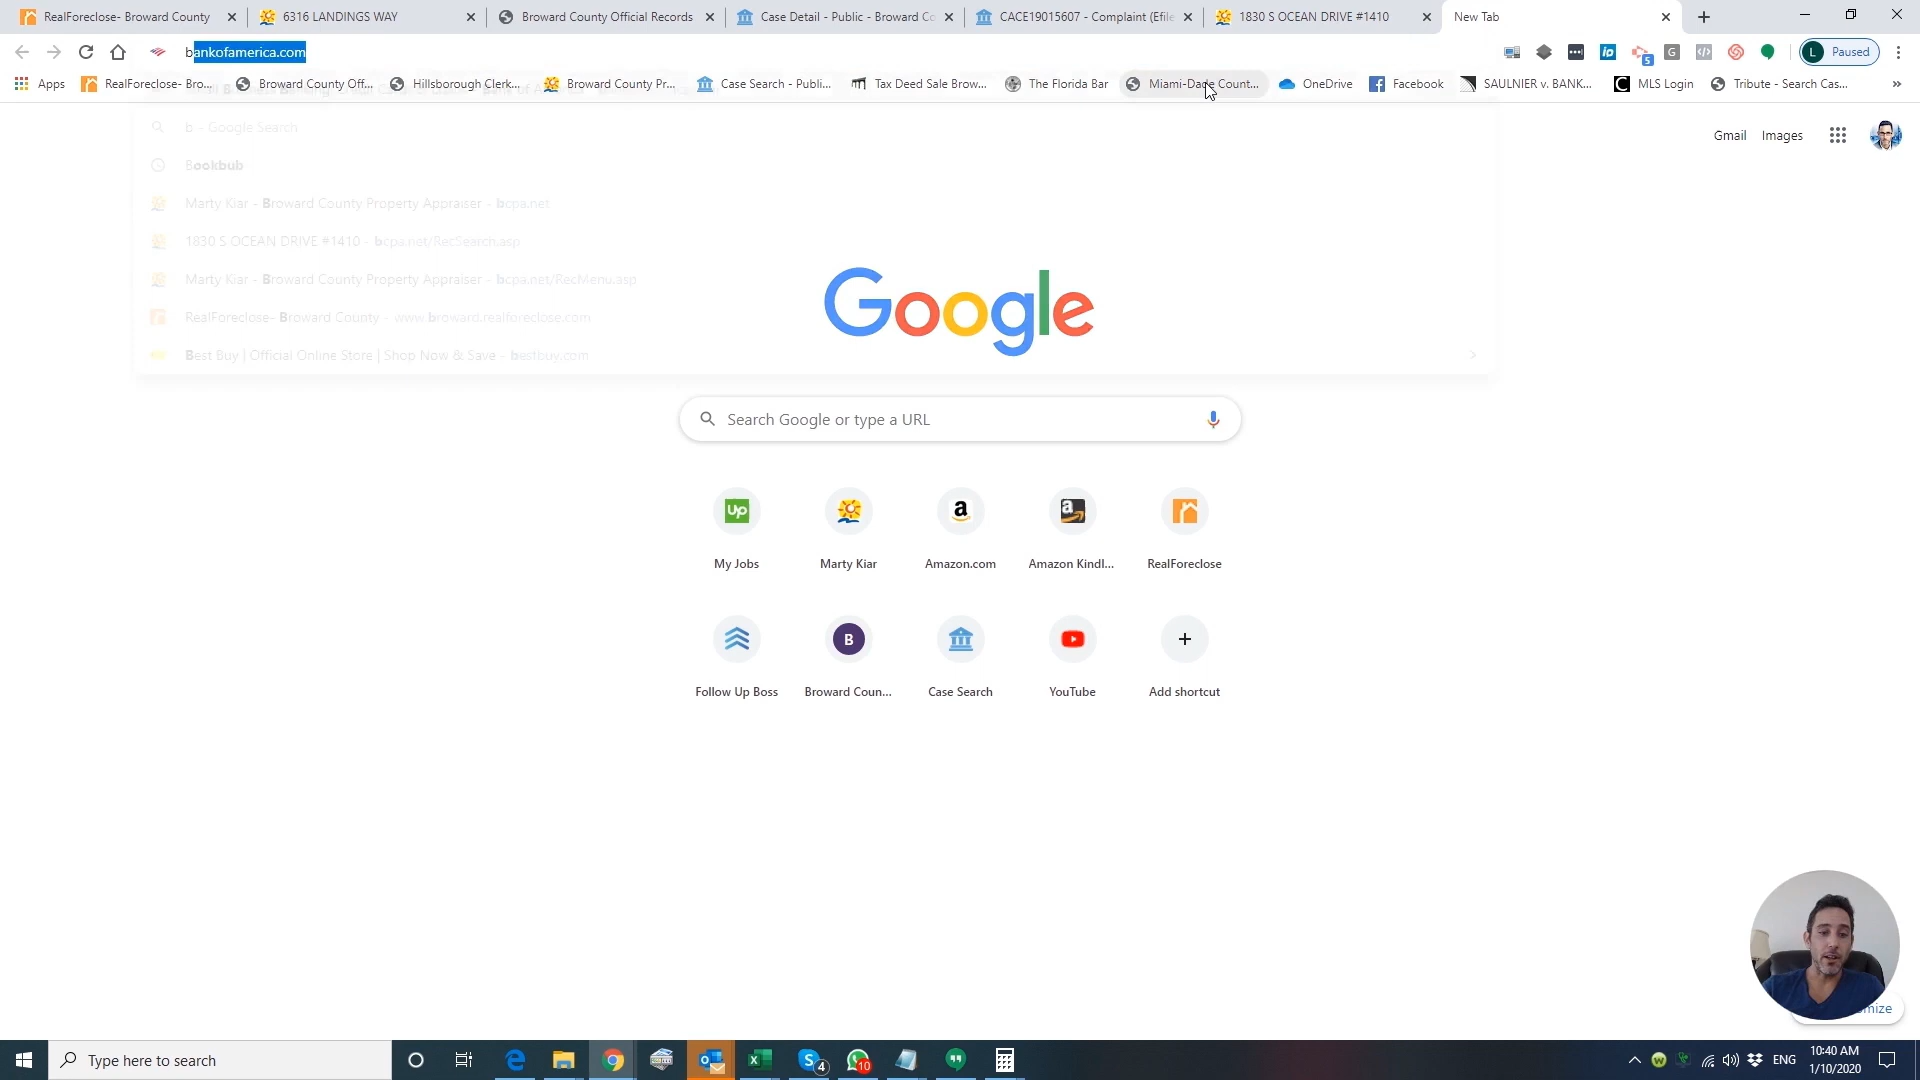 RealForeclose- Broward County
6316 LANDINGS WAY
Broward County Official Records
Case Detail - Public - Broward Co
CACE19015607 - Complaint (Efile
1830 S OCEAN DRIVE #1410
New Tab
bankofamerica.com
ip
5
G
L
Paused
Apps
RealForeclose- Bro...
Broward County Off...
Hillsborough Clerk...
Broward County Pr...
Case Search - Publi...
Tax Deed Sale Brow...
The Florida Bar
Miami-Dade Count...
OneDrive
Facebook
SAULNIER v. BANK...
MLS Login
Tribute - Search Cas...
»
b - Google Search
Gmail
Images
Bookbub
Marty Kiar - Broward County Property Appraiser - bcpa.net
1830 S OCEAN DRIVE #1410 - bcpa.net/RecSearch.asp
Marty Kiar - Broward County Property Appraiser - bcpa.net/RecMenu.asp
RealForeclose- Broward County - www.broward.realforeclose.com
Best Buy | Official Online Store | Shop Now & Save - bestbuy.com
Google
Search Google or type a URL
Up
a
a
My Jobs
Marty Kiar
Amazon.com
Amazon Kindl...
RealForeclose
B
Follow Up Boss
Broward Coun...
Case Search
YouTube
Add shortcut
mize
Type here to search
4
10
ENG
10:40 AM
1/10/2020